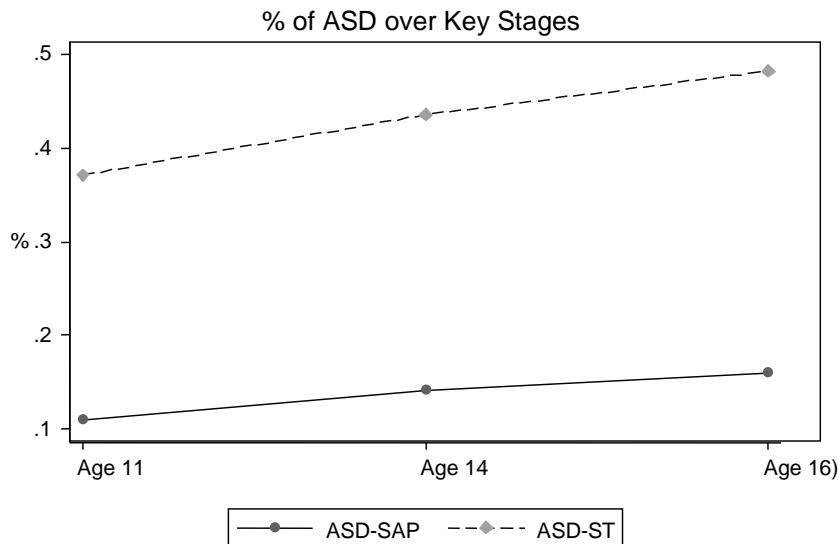 % of ASD over Key Stages
.5
.4
% .3
.2
.1
Age 11 Age 14 Age 16)
ASD-SAP ASD-ST